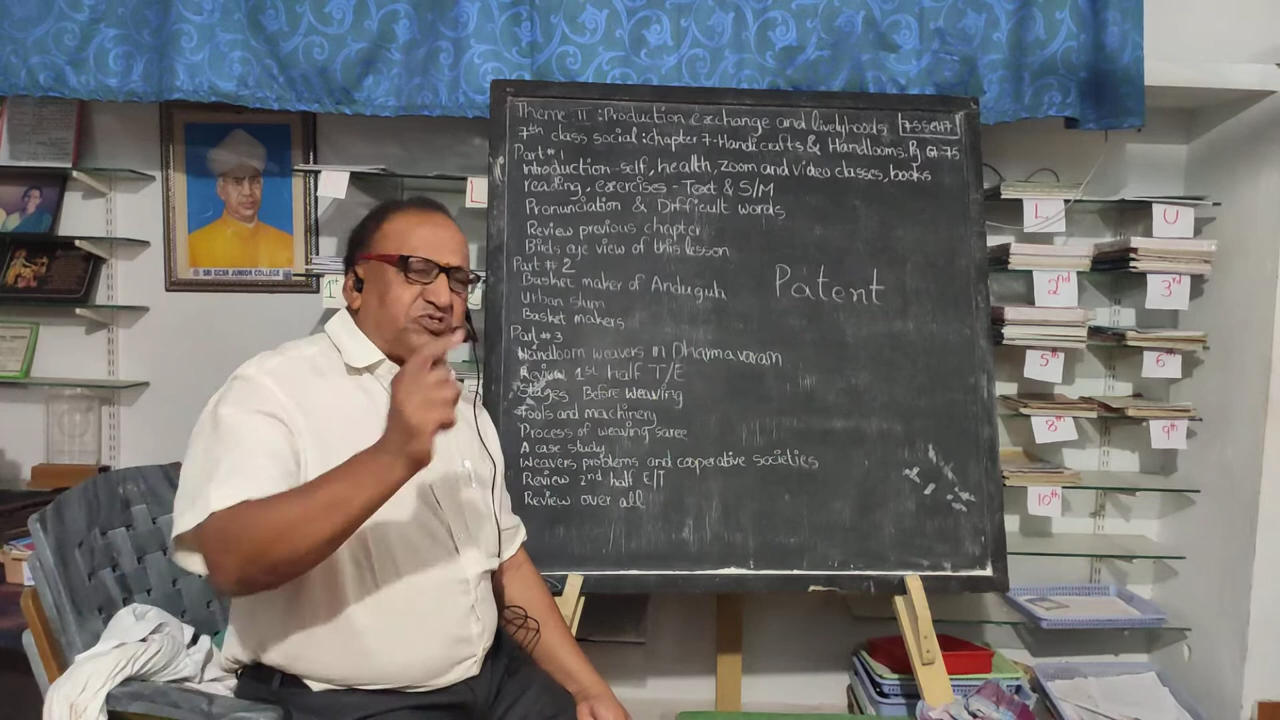 Theme II :Production exchange and livelyhoods 7SSCH7
7th class social :chapter 7-Handicrafts & Handlooms. Pg 67-75
Part # 1
Introduction-self, health, zoom and video classes, books
reading, exercises - Text & S/M
Pronunciation & Difficult words
Review previous chapter
Birds eye view of this lesson
Part # 2
Basket maker of Andugula
Urban slum
Basket makers
Part # 3
Handloom weavers in Dharmavaram
Review 1st half T/E
Stages Before weaving
Tools and machinery
Process of weaving saree
A case study
Weavers problems and cooperative societies
Review 2nd half E/T
Review over all
Patent
SRI GCSR JUNIOR COLLEGE
1st
L
L
U
2nd
3rd
5th
6th
8th
9th
10th